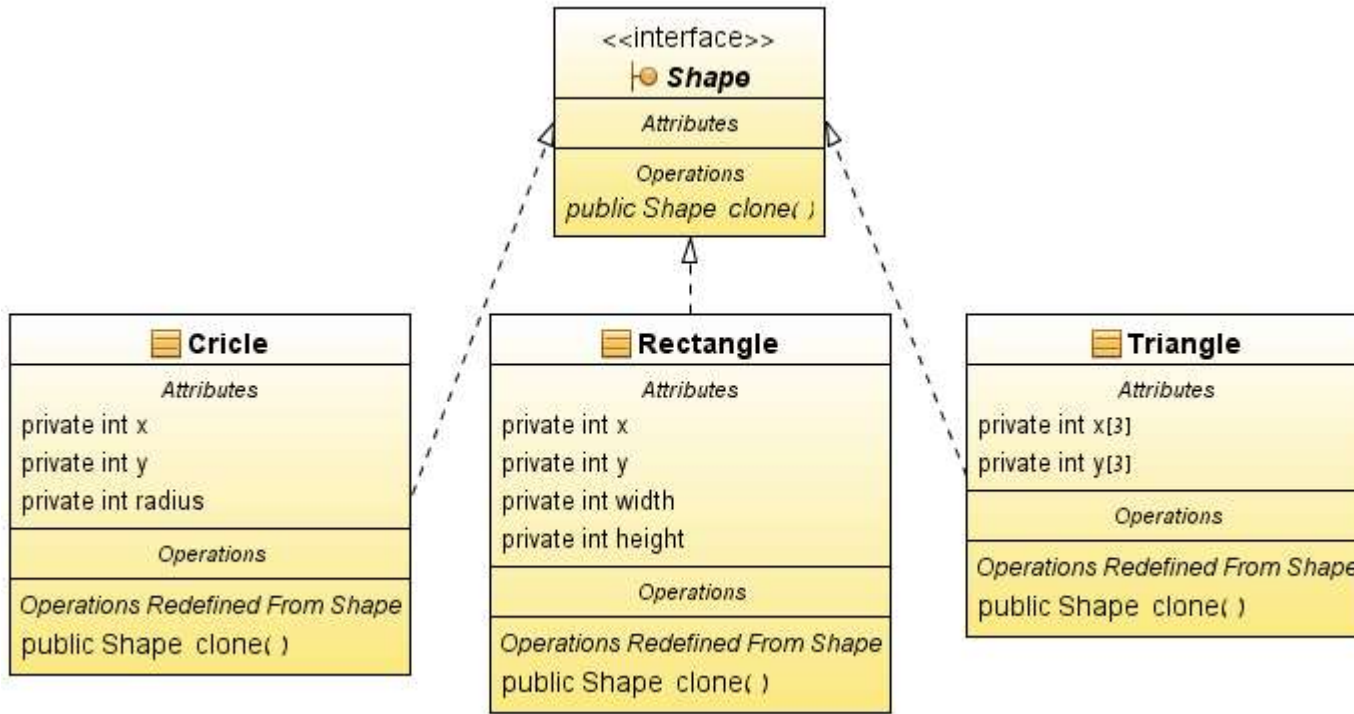 <<interface>>
Shape
Attributes
Operations
public Shape clone( )
Cricle
Attributes
private int x
private int y
private int radius
Operations
Operations Redefined From Shape
public Shape clone( )
Rectangle
Attributes
private int x
private int y
private int width
private int height
Operations
Operations Redefined From Shape
public Shape clone( )
Triangle
Attributes
private int x[3]
private int y[3]
Operations
Operations Redefined From Shape
public Shape clone( )